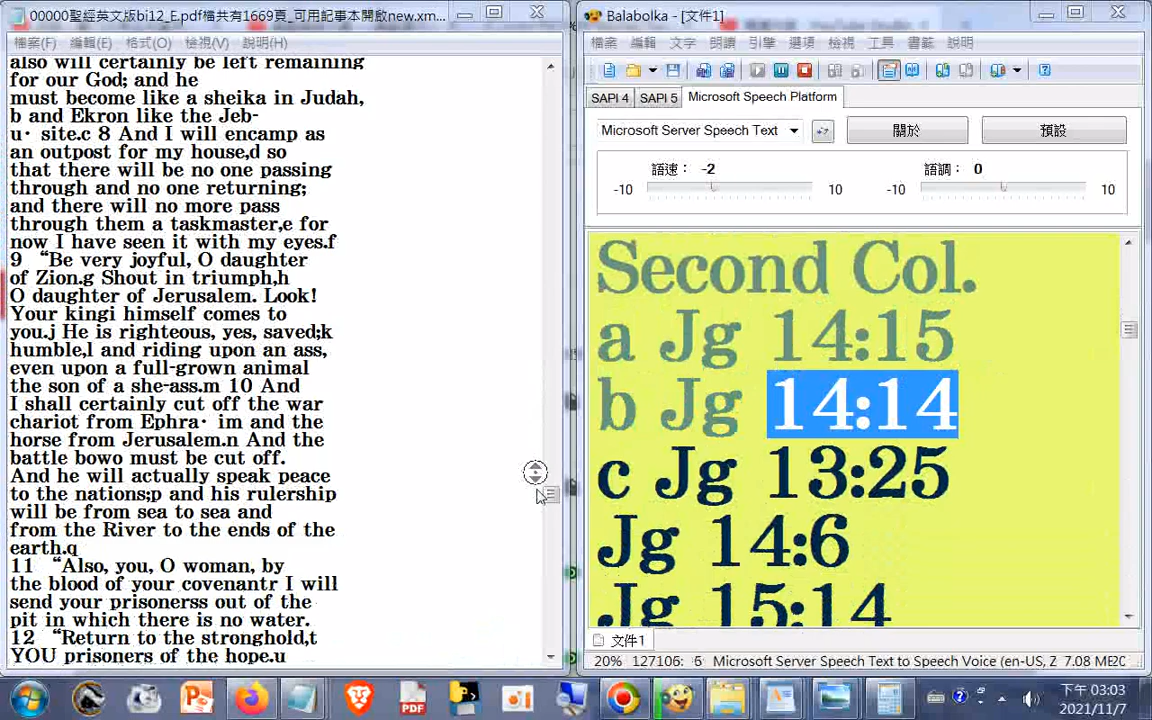 00000聖經英文版bi12_E.pdf檔共有1669頁_可用記事本開啟new.xm...
檔案(F) 編輯(E) 格式(O) 檢視(V) 說明(H)
also will certainly be left remaining
for our God; and he
must become like a sheika in Judah,
b and Ekron like the Jeb-
u· site.c 8 And I will encamp as
an outpost for my house,d so
that there will be no one passing
through and no one returning;
and there will no more pass
through them a taskmaster,e for
now I have seen it with my eyes.f
9 “Be very joyful, O daughter
of Zion.g Shout in triumph,h
O daughter of Jerusalem. Look!
Your kingi himself comes to
you.j He is righteous, yes, saved;k
humble,l and riding upon an ass,
even upon a full-grown animal
the son of a she-ass.m 10 And
I shall certainly cut off the war
chariot from Ephra· im and the
horse from Jerusalem.n And the
battle bowo must be cut off.
And he will actually speak peace
to the nations;p and his rulership
will be from sea to sea and
from the River to the ends of the
earth.q
11 “Also, you, O woman, by
the blood of your covenantr I will
send your prisonerss out of the
pit in which there is no water.
12 “Return to the stronghold,t
YOU prisoners of the hope.u
Balabolka - [文件1]
檔案 編輯 文字 朗讀 引擎 選項 檢視 工具 書籤 說明
SAPI 4 SAPI 5 Microsoft Speech Platform
Microsoft Server Speech Text 關於 預設
語速: -2 語調: 0
-10 10 -10 10
Second Col.
a Jg 14:15
b Jg 14:14
c Jg 13:25
Jg 14:6
Jg 15:14
文件1
20% 127106: 6 Microsoft Server Speech Text to Speech Voice (en-US, Z 7.08 ME
PDF
下午 03:03
2021/11/7